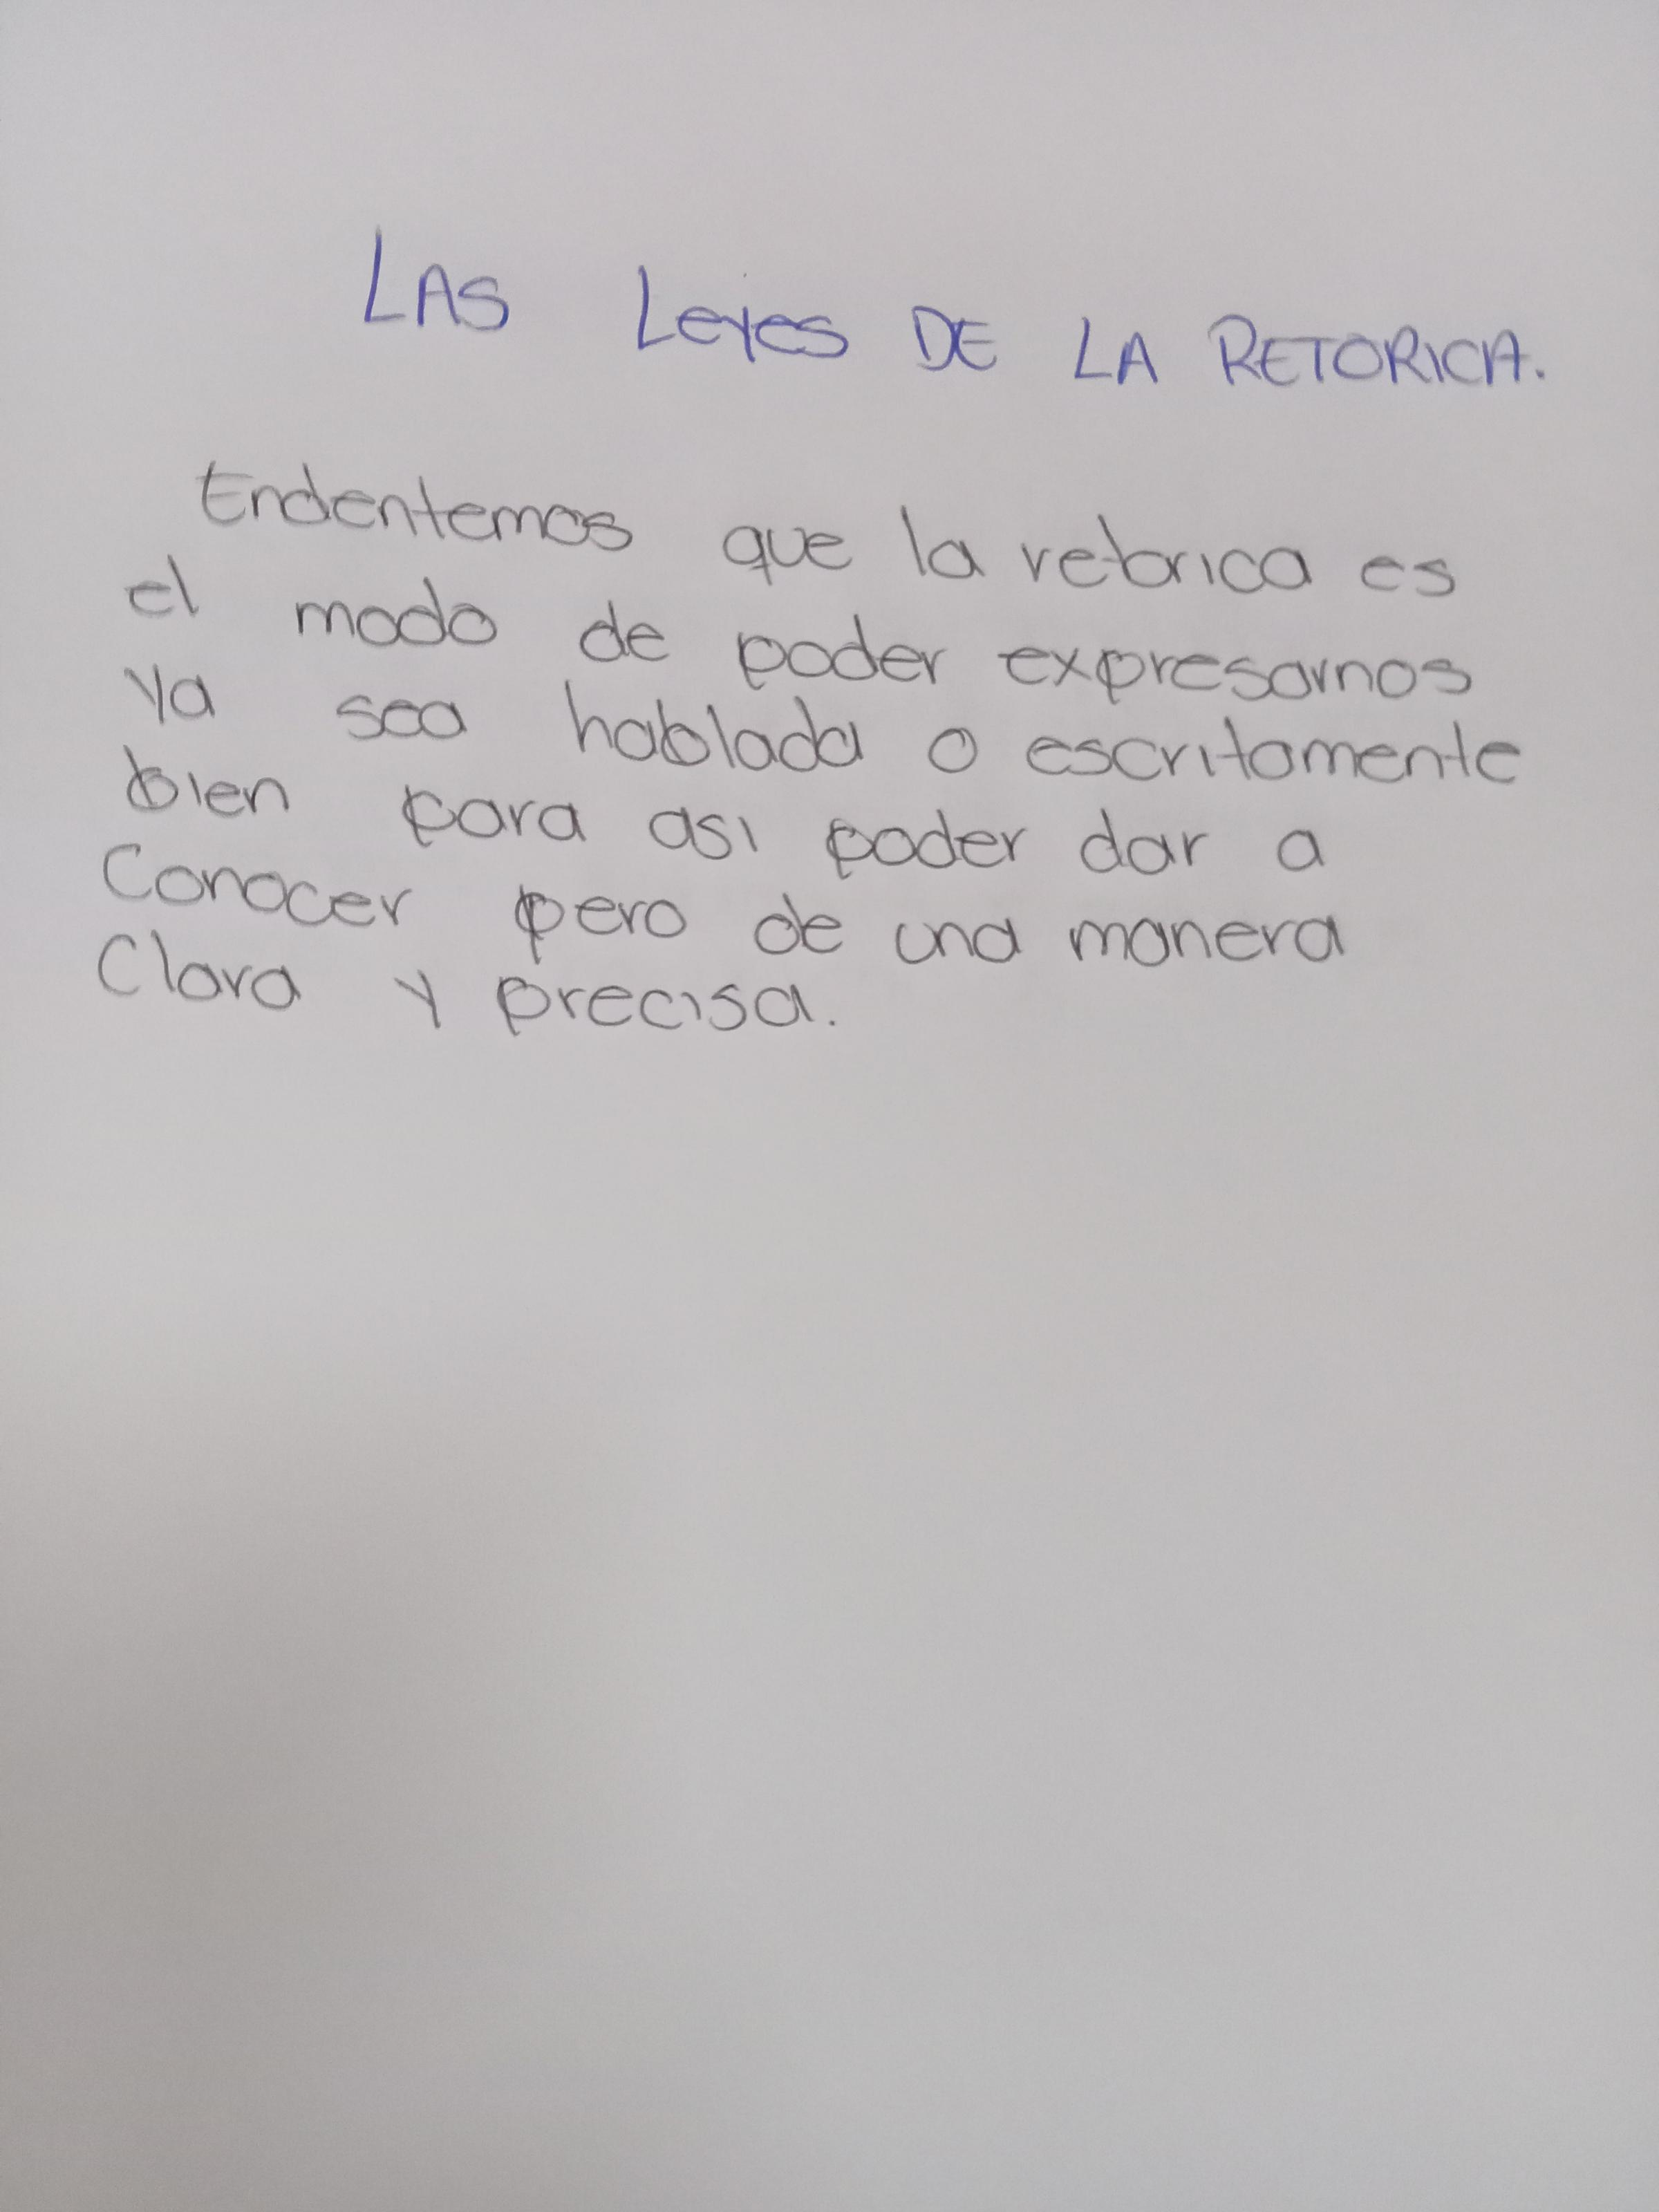 LAS Leyes DE LA RETORICA.
Endentemos que la retorica es
el modo de poder expresarnos
ya sea hablada o escritamente
bien para asi poder dar a
Conocer pero de una manera
Clara y precisa.